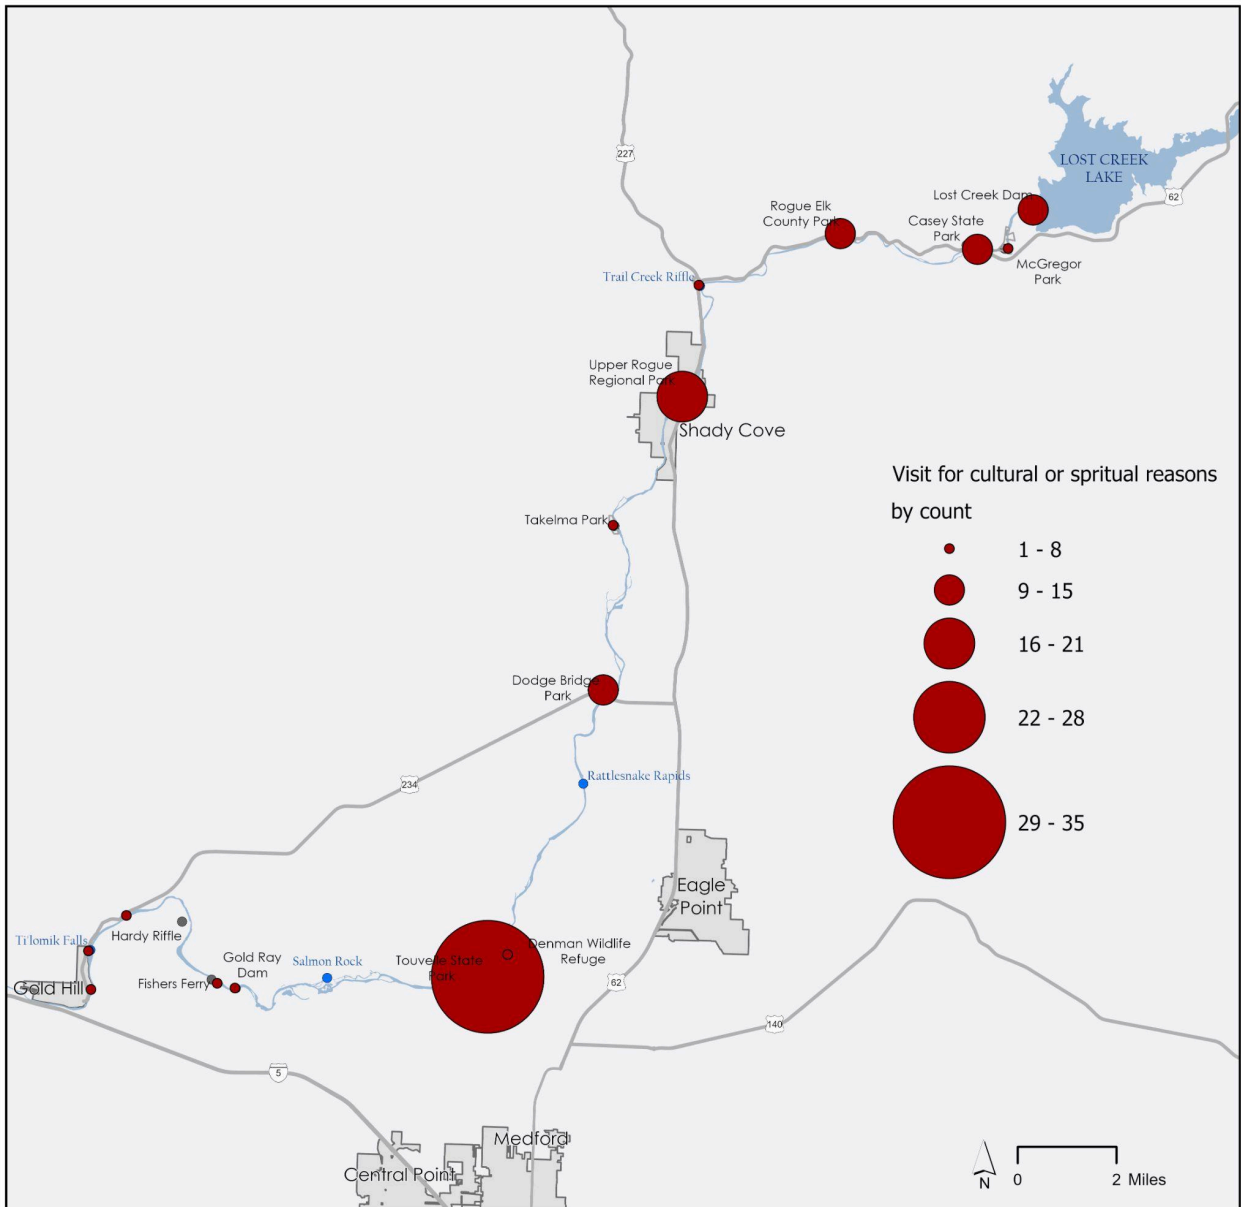 227
LOST CREEK
LAKE
62
Lost Creek Dam
Rogue Elk
County Park
Casey State
Park
McGregor
Park
Trail Creek Riffle
Upper Rogue
Regional Park
Shady Cove
Visit for cultural or spritual reasons
by count
1 - 8
9 - 15
16 - 21
22 - 28
29 - 35
Takelma Park
Dodge Bridge
Park
Rattlesnake Rapids
234
Eagle
Point
Hardy Riffle
Ti'lomik Falls
Gold Ray
Dam
Salmon Rock
Touvelle State
Park
Denman Wildlife
Refuge
Fishers Ferry
Gold Hill
62
140
5
Medford
Central Point
N
0
2 Miles